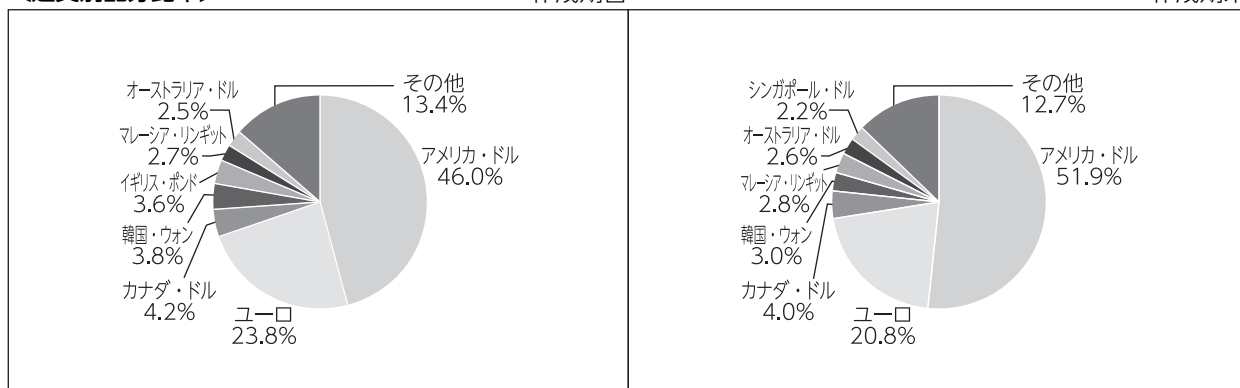 オーストラリア・ドル
2.5%
マレーシア・リンギット
2.7%
イギリス・ポンド
3.6%
韓国・ウォン
3.8%
カナダ・ドル
4.2%
ユーロ
23.8%
その他
13.4%
アメリカ・ドル
46.0%
シンガポール・ドル
2.2%
オーストラリア・ドル
2.6%
マレーシア・リンギット
2.8%
韓国・ウォン
3.0%
カナダ・ドル
4.0%
ユーロ
20.8%
その他
12.7%
アメリカ・ドル
51.9%